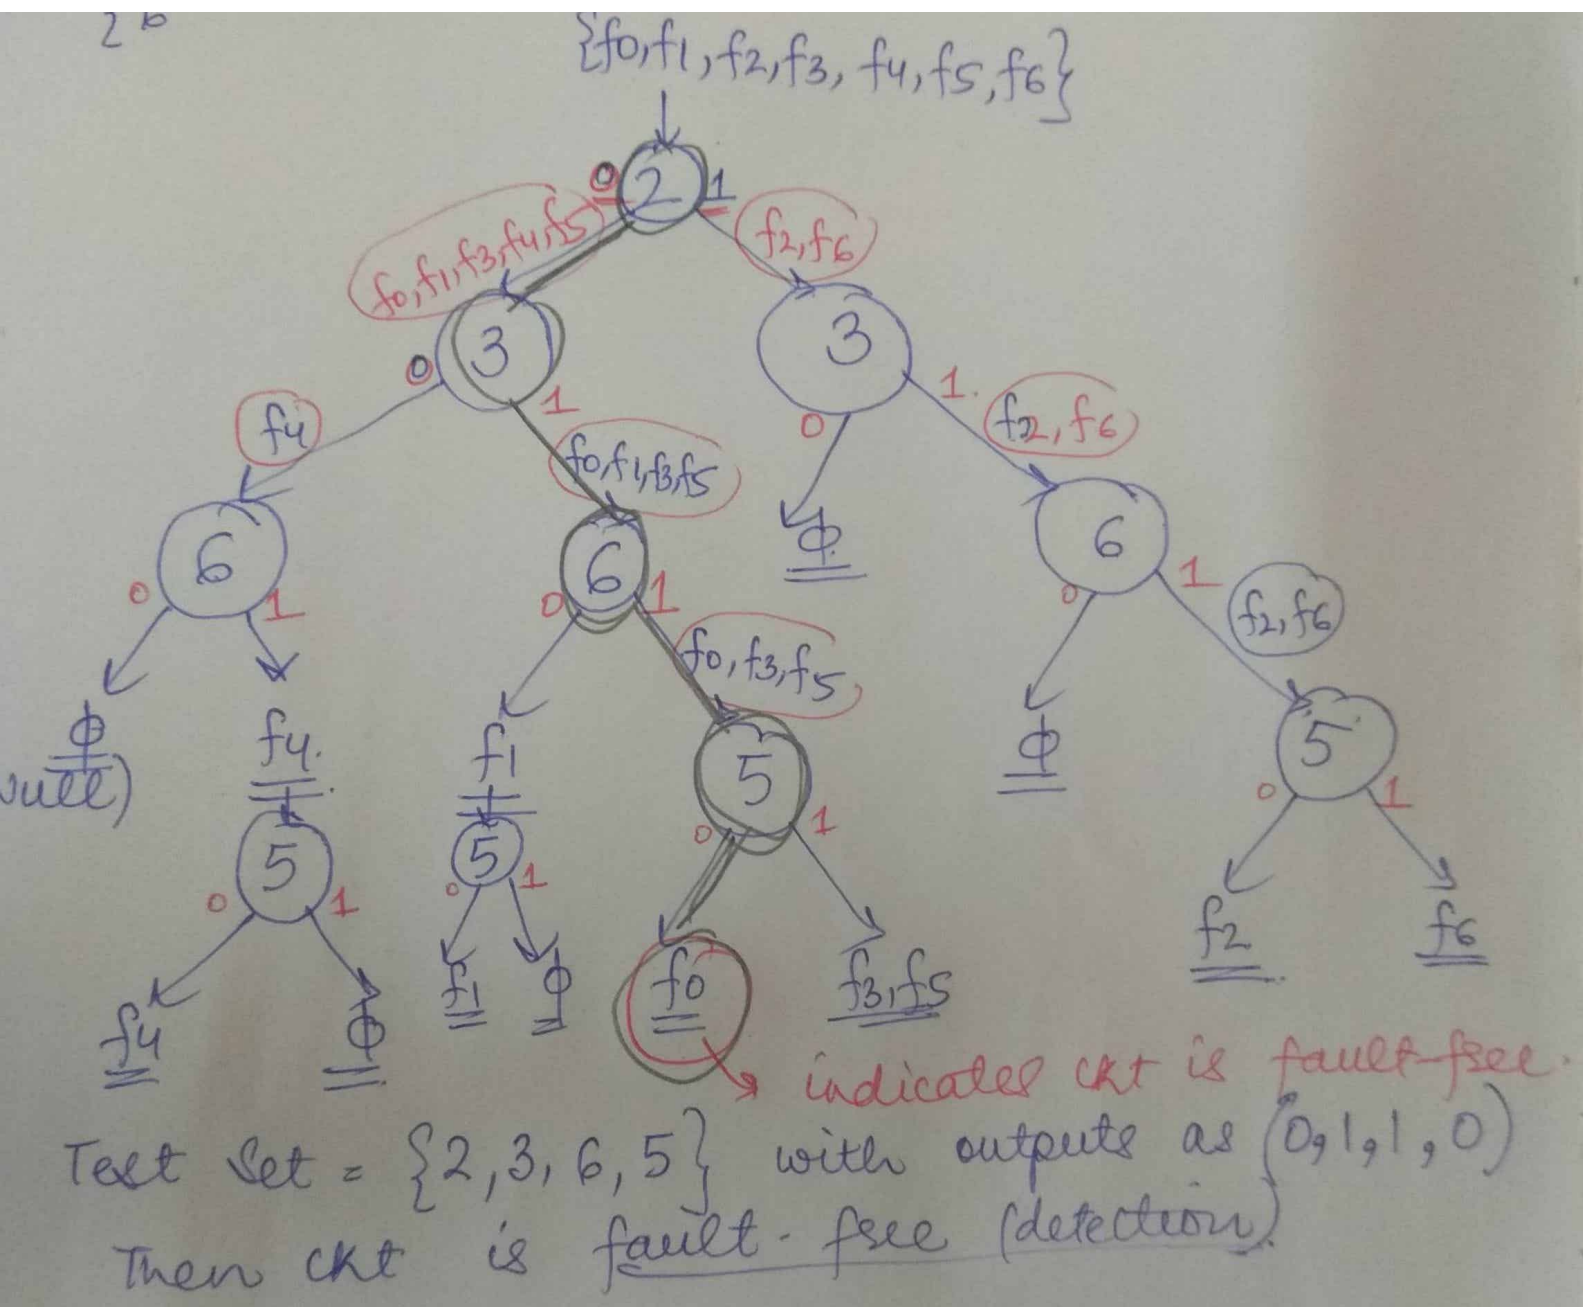 {f0,f1,f2,f3,f4,f5,f6}
0 2 1
f0,f1,f3,f4,f5
f2,f6
3
3
0
1
0
1.
f4
f0,f1,f3,f5
f2,f6
6
6
ϕ
6
0
1
0
1
0
1
f0,f3,f5
f2,f6
ϕ
f4.
f1
5
ϕ
5
0
1
0
1
5
5
0
1
0
1
f4
ϕ
f1
ϕ
f0
f3,f5
f2
f6
indicates ckt is fault-free.
Test Set = {2,3,6,5} with outputs as (0,1,1,0)
Then ckt is fault-free (detection).